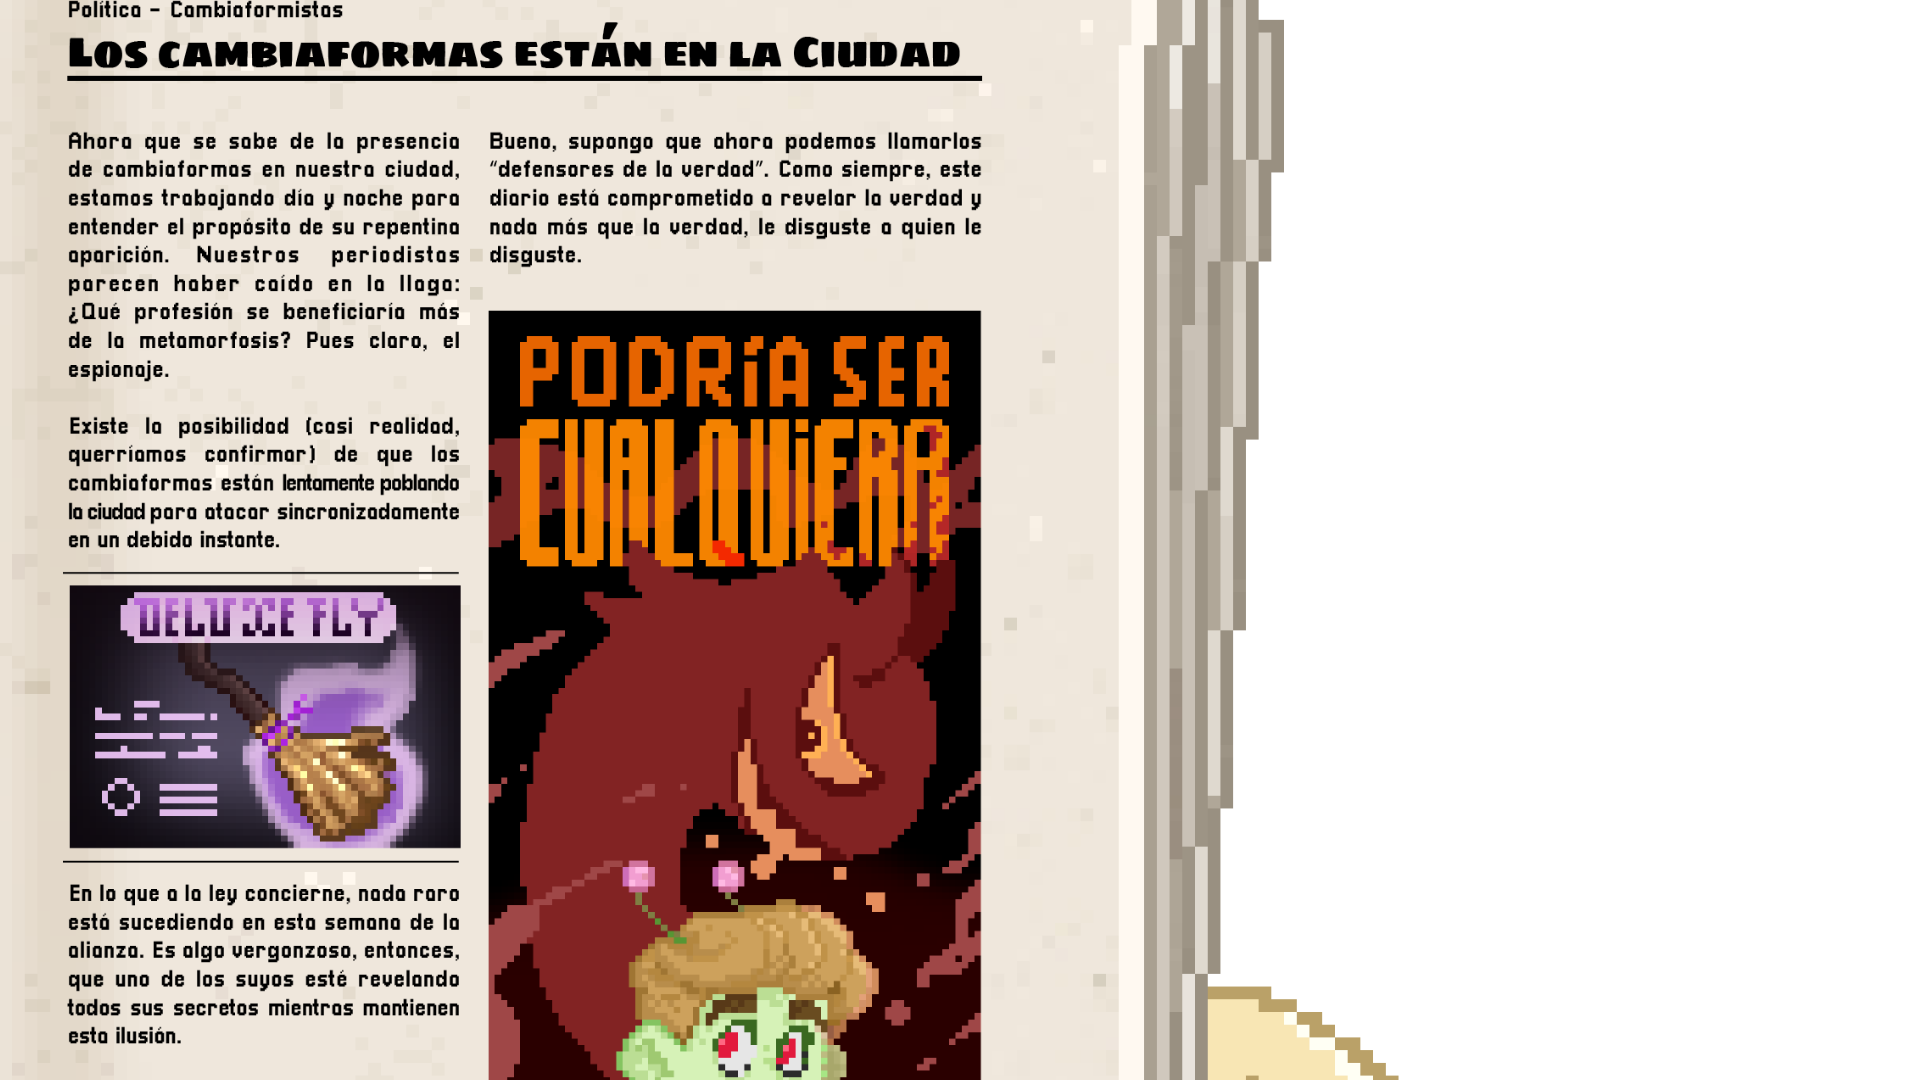 Política - Cambiaformistas
Los cambiaformas están en la Ciudad
Ahora que se sabe de la presencia
de cambiaformas en nuestra ciudad,
estamos trabajando día y noche para
entender el propósito de su repentina
aparición. Nuestros periodistas
parecen haber caído en la llaga:
¿Qué profesión se beneficiaría más
de la metamorfosis? Pues claro, el
espionaje.
Existe la posibilidad (casi realidad,
querríamos confirmar) de que los
cambiaformas están lentamente poblando
la ciudad para atacar sincronizadamente
en un debido instante.
DELUXE FLY
En lo que a la ley concierne, nada raro
está sucediendo en esta semana de la
alianza. Es algo vergonzoso, entonces,
que uno de los suyos esté revelando
todos sus secretos mientras mantienen
esta ilusión.
Bueno, supongo que ahora podemos llamarlos
"defensores de la verdad". Como siempre, este
diario está comprometido a revelar la verdad y
nada más que la verdad, le disguste a quien le
disguste.
PODRÍA SER
CUALQUIERA